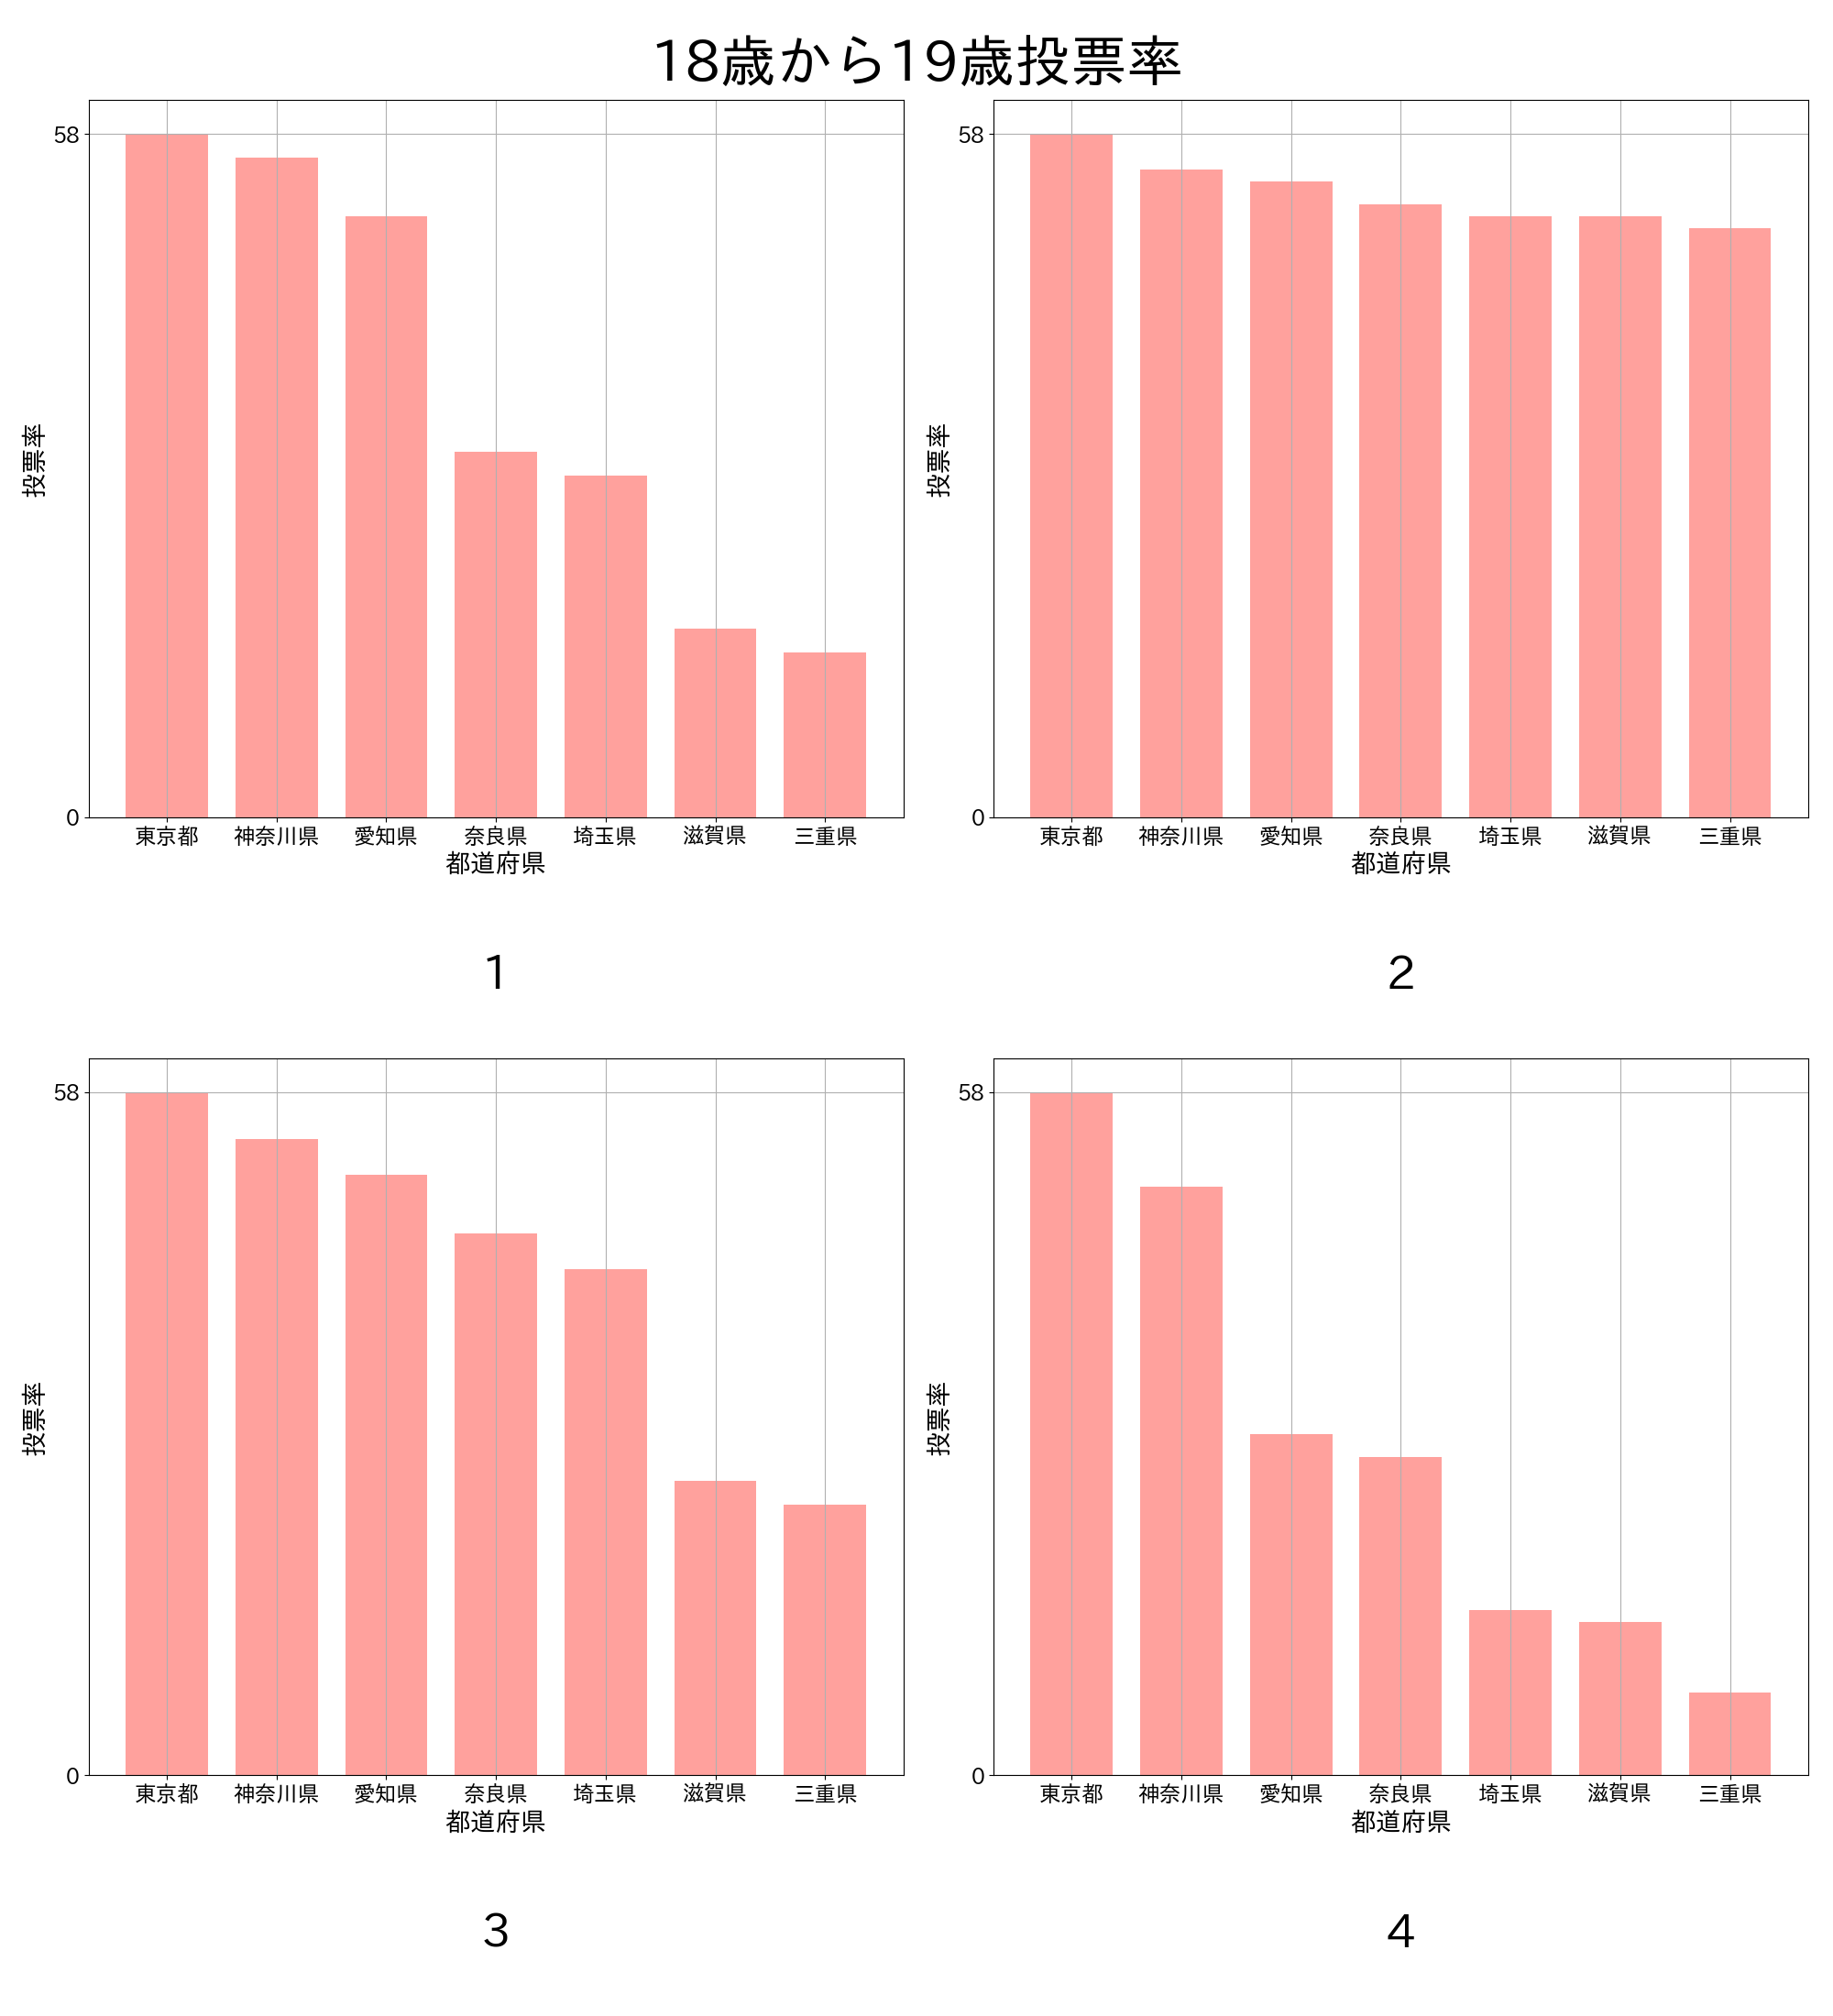 18歳から19歳投票率
58
0
投票率
東京都 神奈川県 愛知県 奈良県 埼玉県 滋賀県 三重県
都道府県
1
58
0
投票率
東京都 神奈川県 愛知県 奈良県 埼玉県 滋賀県 三重県
都道府県
2
58
0
投票率
東京都 神奈川県 愛知県 奈良県 埼玉県 滋賀県 三重県
都道府県
3
58
0
投票率
東京都 神奈川県 愛知県 奈良県 埼玉県 滋賀県 三重県
都道府県
4